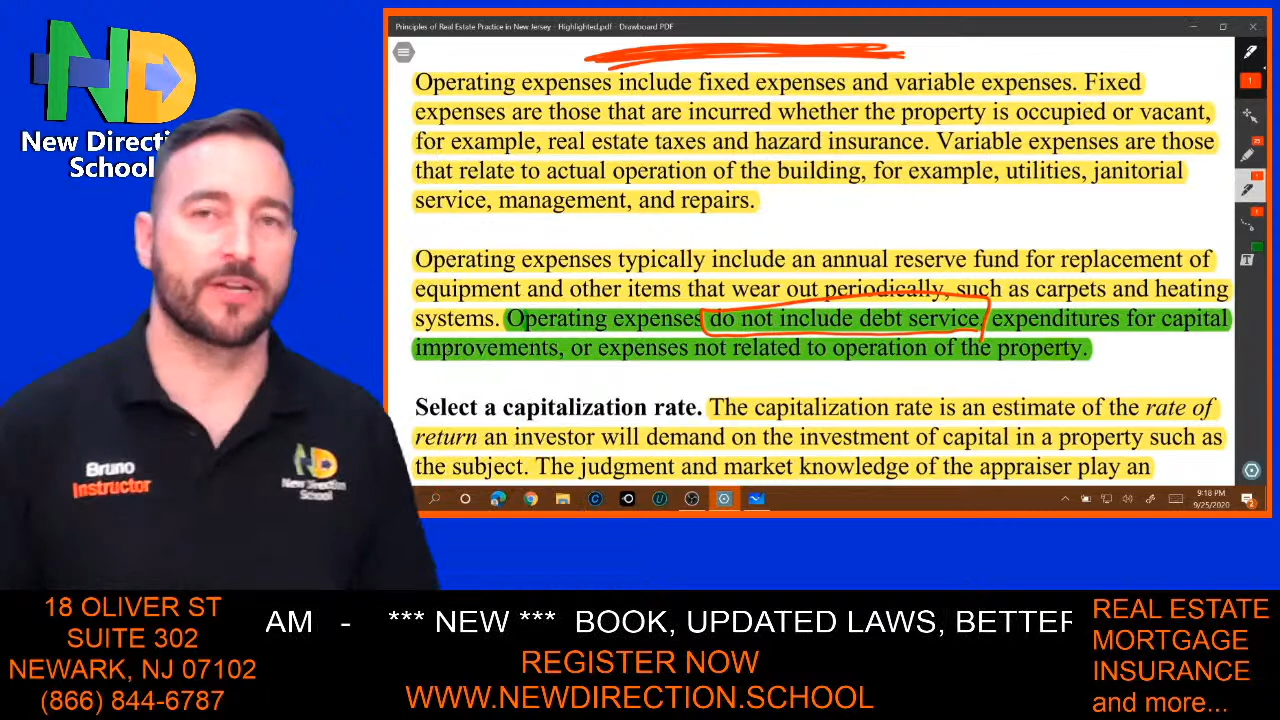 New Directi
School
Principles of Real Estate Practice in New Jersey - Highlighted.pdf - Drawboard PDF
Operating expenses include fixed expenses and variable expenses. Fixed
expenses are those that are incurred whether the property is occupied or vacant,
for example, real estate taxes and hazard insurance. Variable expenses are those
that relate to actual operation of the building, for example, utilities, janitorial
service, management, and repairs.
Operating expenses typically include an annual reserve fund for replacement of
equipment and other items that wear out periodically, such as carpets and heating
systems. Operating expenses do not include debt service, expenditures for capital
improvements, or expenses not related to operation of the property.
Select a capitalization rate. The capitalization rate is an estimate of the rate of
return an investor will demand on the investment of capital in a property such as
the subject. The judgment and market knowledge of the appraiser play an
9:18 PM
9/25/2020
Bruno
Instructor
ND
New Direction
School
18 OLIVER ST
SUITE 302
NEWARK, NJ 07102
(866) 844-6787
AM - *** NEW *** BOOK, UPDATED LAWS, BETTER
REGISTER NOW
WWW.NEWDIRECTION.SCHOOL
REAL ESTATE
MORTGAGE
INSURANCE
and more...